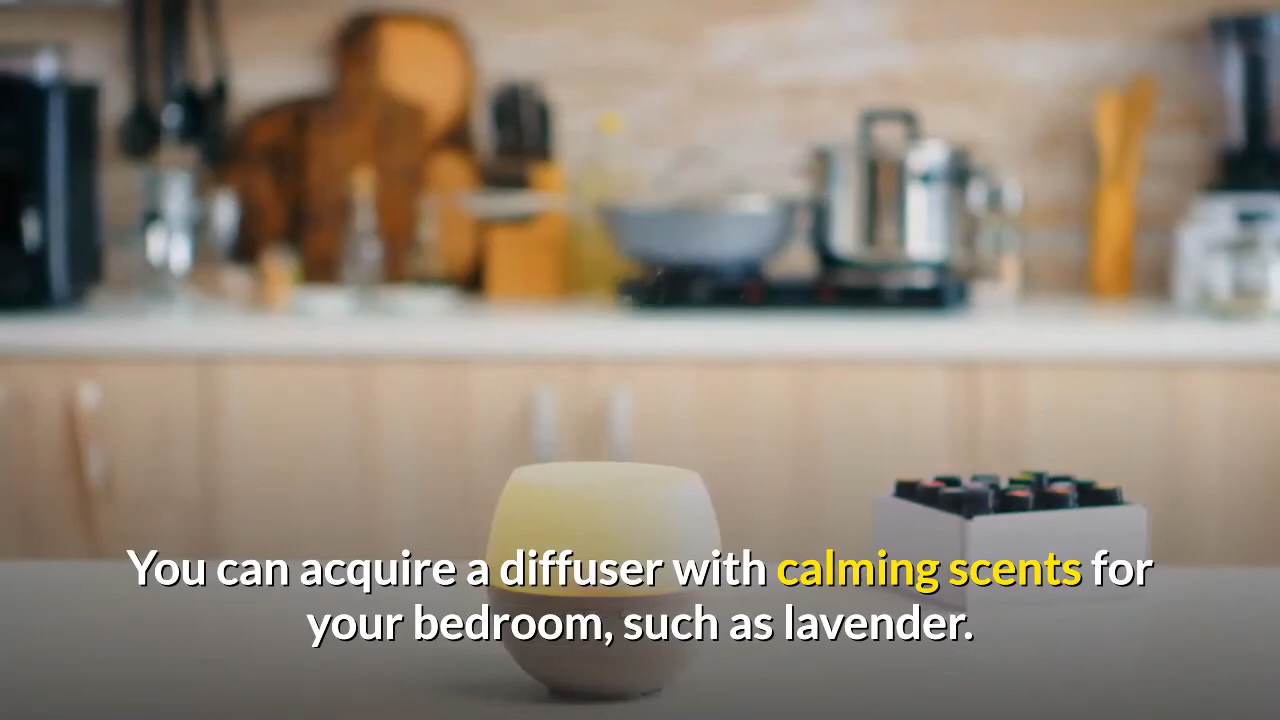 You can acquire a diffuser with calming scents for
your bedroom, such as lavender.